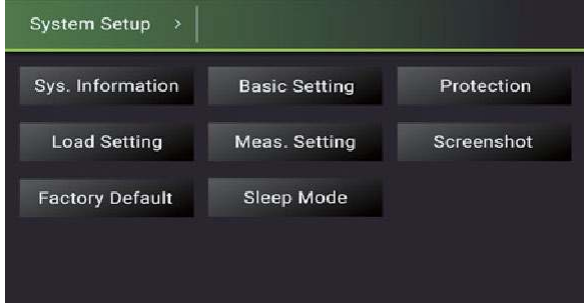 System Setup >
Sys. Information Basic Setting Protection
Load Setting Meas. Setting Screenshot
Factory Default Sleep Mode